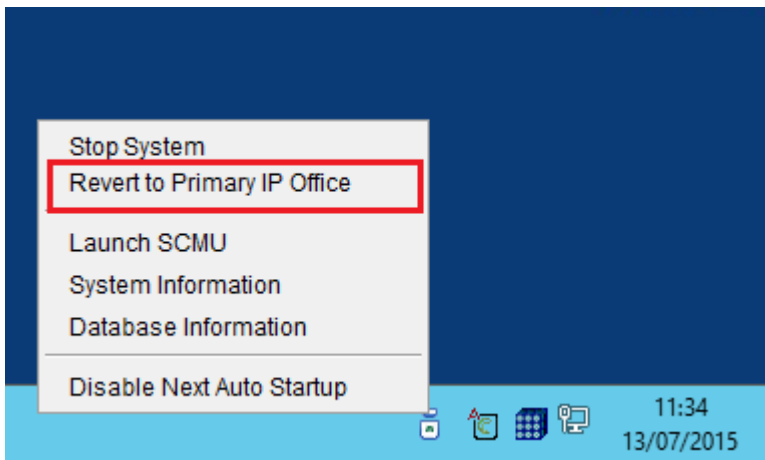 Stop System
Revert to Primary IP Office
Launch SCMU
System Information
Database Information
Disable Next Auto Startup
11:34
13/07/2015